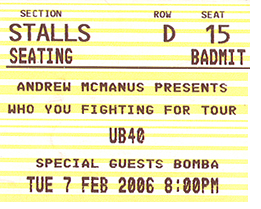 SECTION ROW SEAT
STALLS D 15
SEATING BADMIT
ANDREW MCMANUS PRESENTS
WHO YOU FIGHTING FOR TOUR
UB40
SPECIAL GUESTS BOMBA
TUE 7 FEB 2006 8:00PM